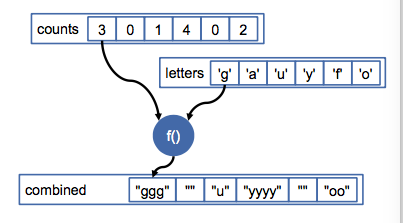 counts 3 0 1 4 0 2
letters 'g' 'a' 'u' 'y' 'f' 'o'
f()
combined "ggg" "" "u" "yyyy" "" "oo"